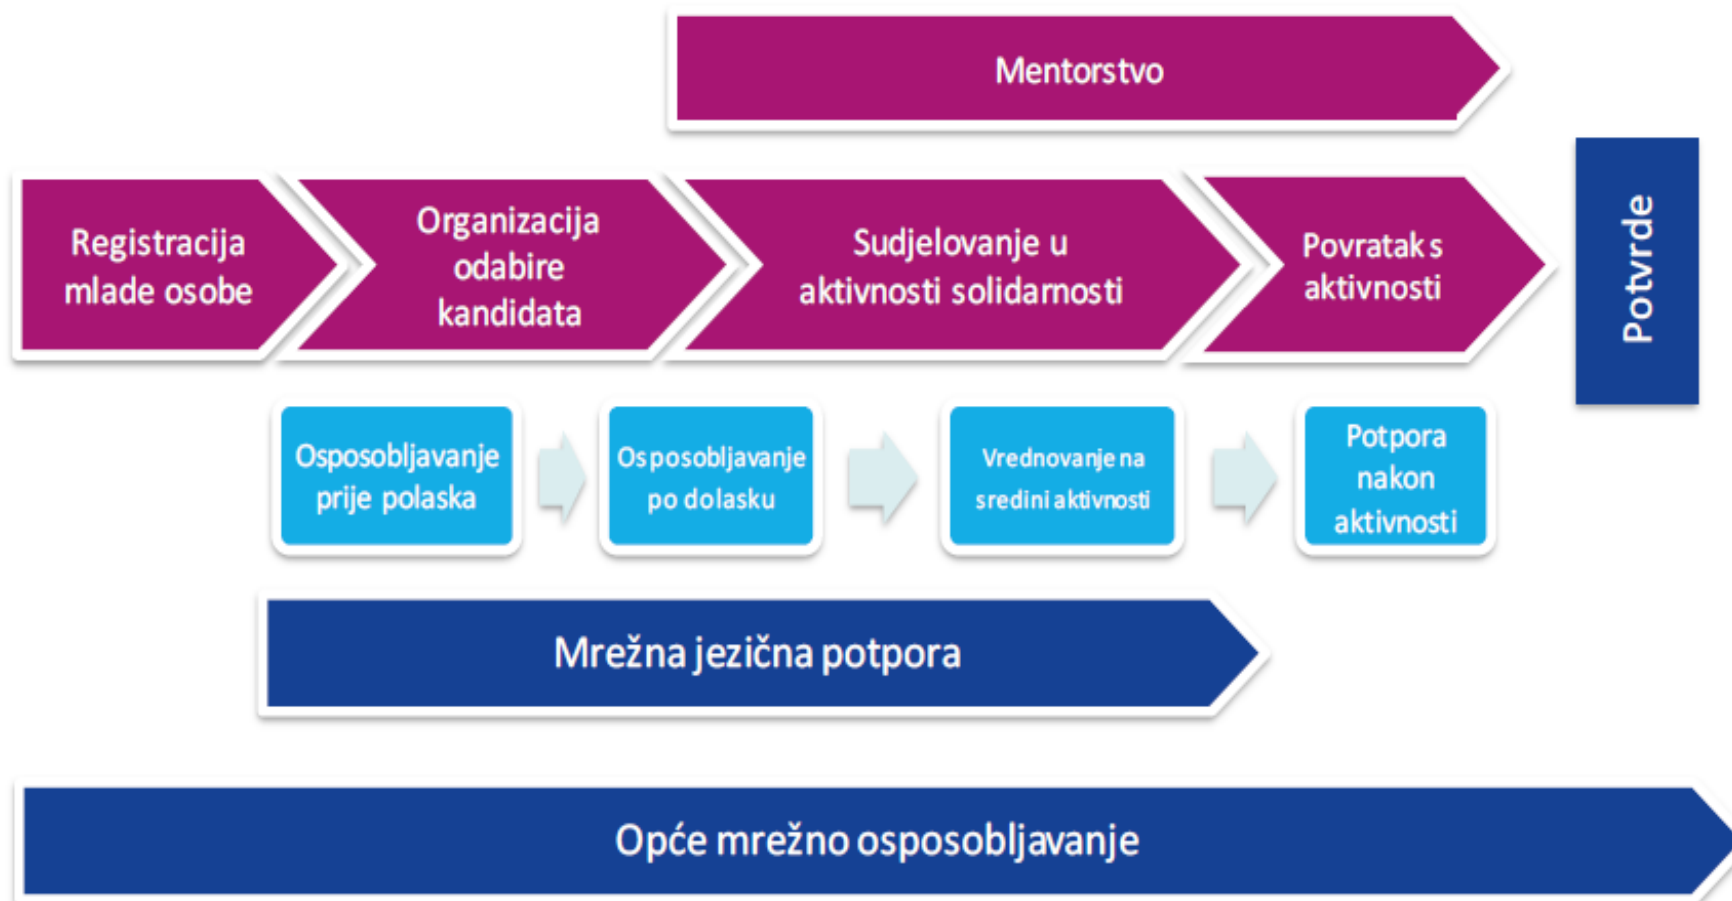 Mentorstvo
Registracija
mlade osobe
Organizacija
odabire
kandidata
Sudjelovanje u
aktivnosti solidarnosti
Povratak s
aktivnosti
Potvrde
Osposobljavanje
prije polaska
Osposobljavanje
po dolasku
Vrednovanje na
sredini aktivnosti
Potpora
nakon
aktivnosti
Mrežna jezična potpora
Opće mrežno osposobljavanje